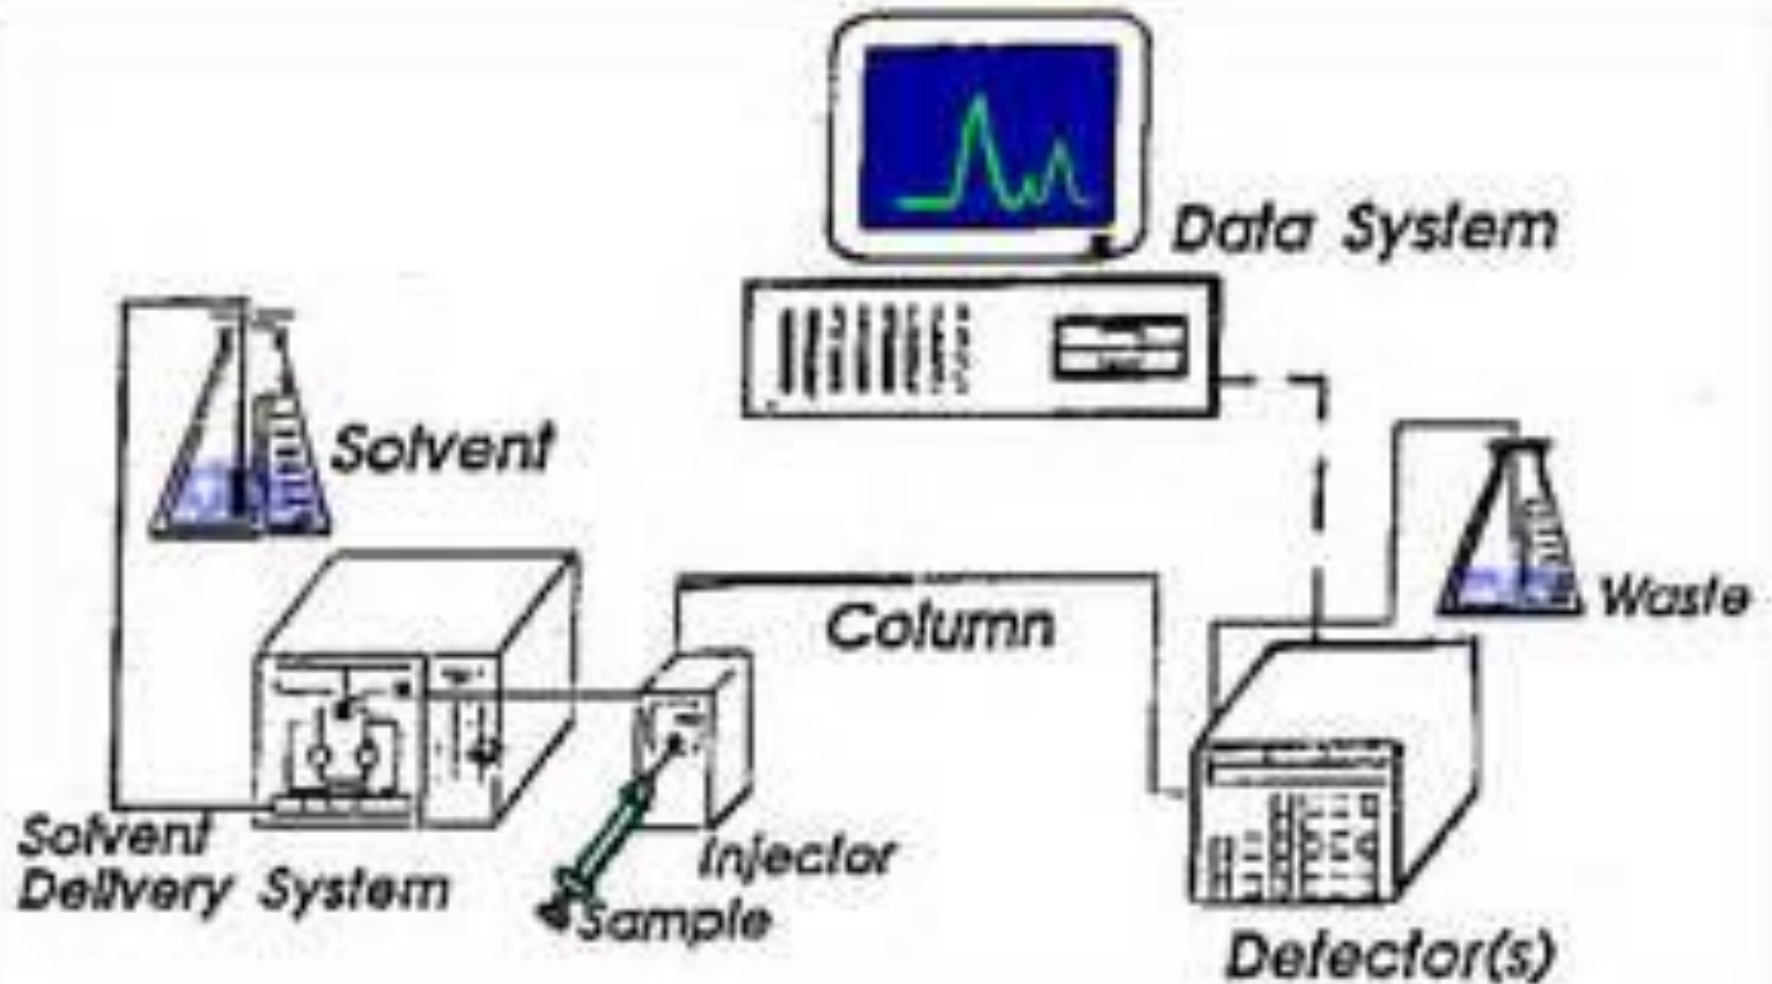 Data System
Solvent
Column
Waste
Solvent
Delivery System
Injector
Sample
Detector(s)